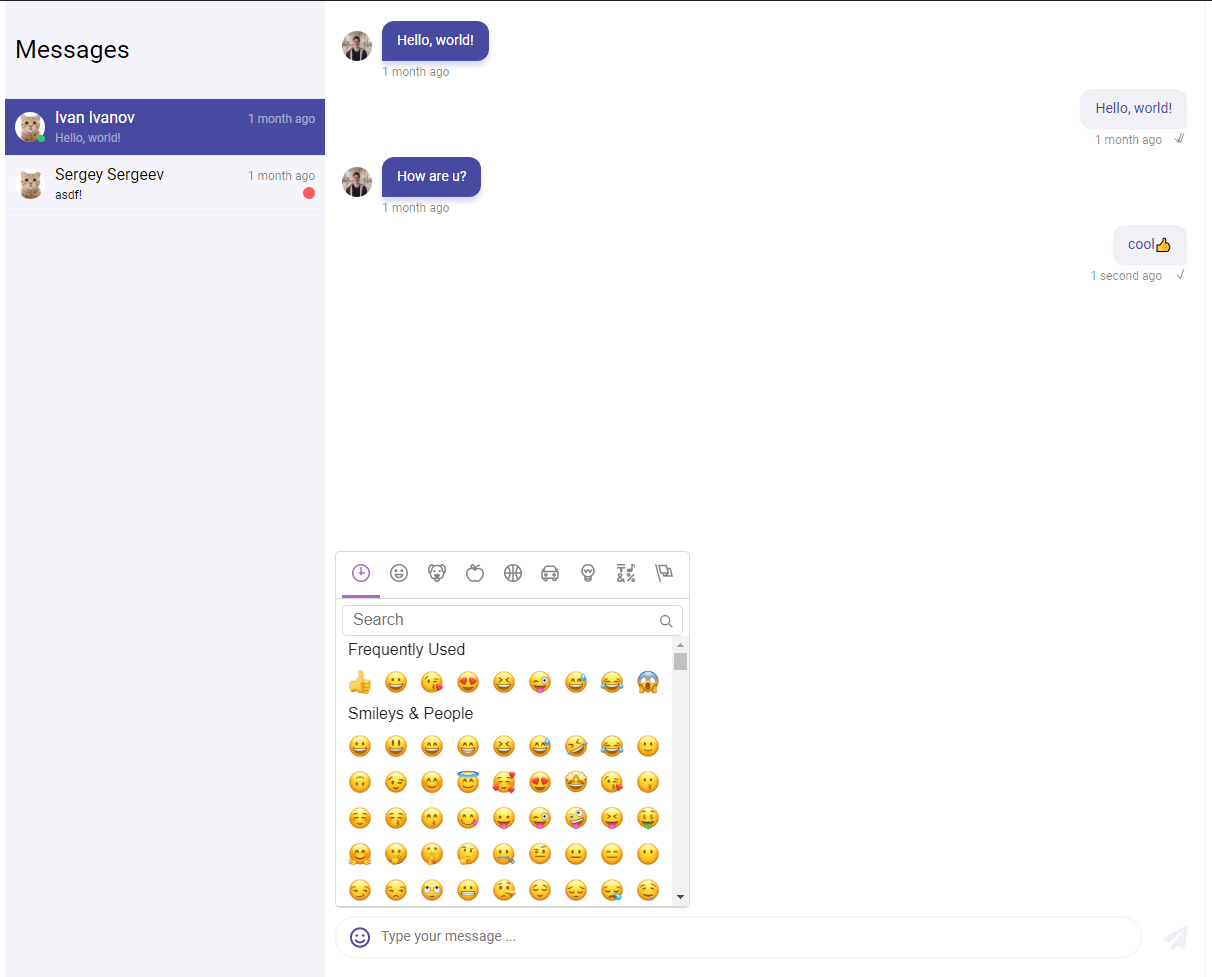 Messages
Ivan Ivanov
1 month ago
Hello, world!
Sergey Sergeev
1 month ago
asdf!
Hello, world!
1 month ago
Hello, world!
1 month ago
How are u?
1 month ago
cool👍
1 second ago
Search
Frequently Used
Smileys & People
Type your message ...